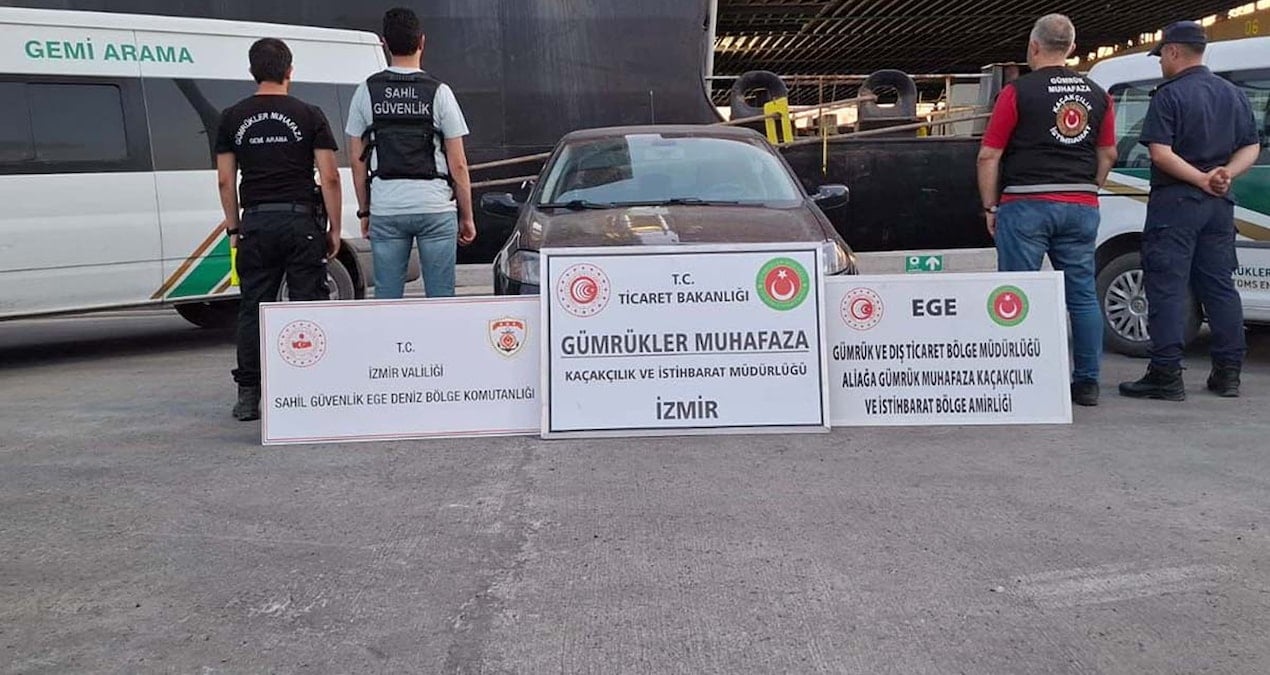 GEMİ ARAMA
GÜMRÜKLER MUHAFAZA
GEMİ ARAMA
SAHİL
GÜVENLİK
GÜMRÜK
MUHAFAZA
KAÇAKÇILIK
İSTİHBARAT
06
T.C.
İZMİR VALİLİĞİ
SAHİL GÜVENLİK EGE DENİZ BÖLGE KOMUTANLIĞI
T.C.
TİCARET BAKANLIĞI
GÜMRÜKLER MUHAFAZA
KAÇAKÇILIK VE İSTİHBARAT MÜDÜRLÜĞÜ
İZMİR
EGE
GÜMRÜK VE DIŞ TİCARET BÖLGE MÜDÜRLÜĞÜ
ALİAĞA GÜMRÜK MUHAFAZA KAÇAKÇILIK
VE İSTİHBARAT BÖLGE AMİRLİĞİ